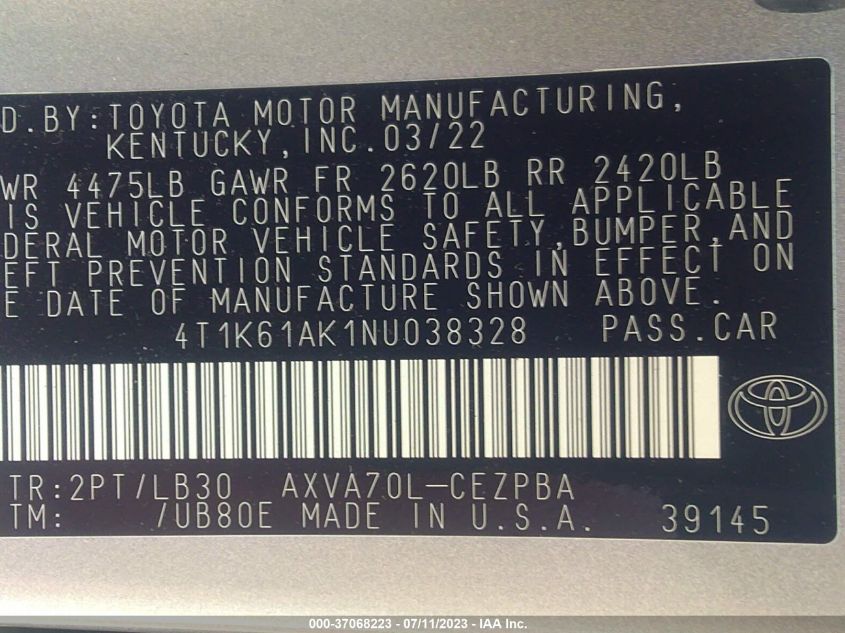 D. BY: TOYOTA MOTOR MANUFACTURING,
KENTUCKY, INC. 03/22
WR 4475LB GAWR FR 2620LB RR 2420LB
IS VEHICLE CONFORMS TO ALL APPLICABLE
DERAL MOTOR VEHICLE SAFETY, BUMPER, AND
EFT PREVENTION STANDARDS IN EFFECT ON
E DATE OF MANUFACTURE SHOWN ABOVE.
4T1K61AK1NU038328 PASS.CAR
TR:2PT/LB30 AXVA70L-CEZPBA
TM: /UB80E MADE IN U.S.A. 39145
000-37068223 - 07/11/2023 - IAA Inc.